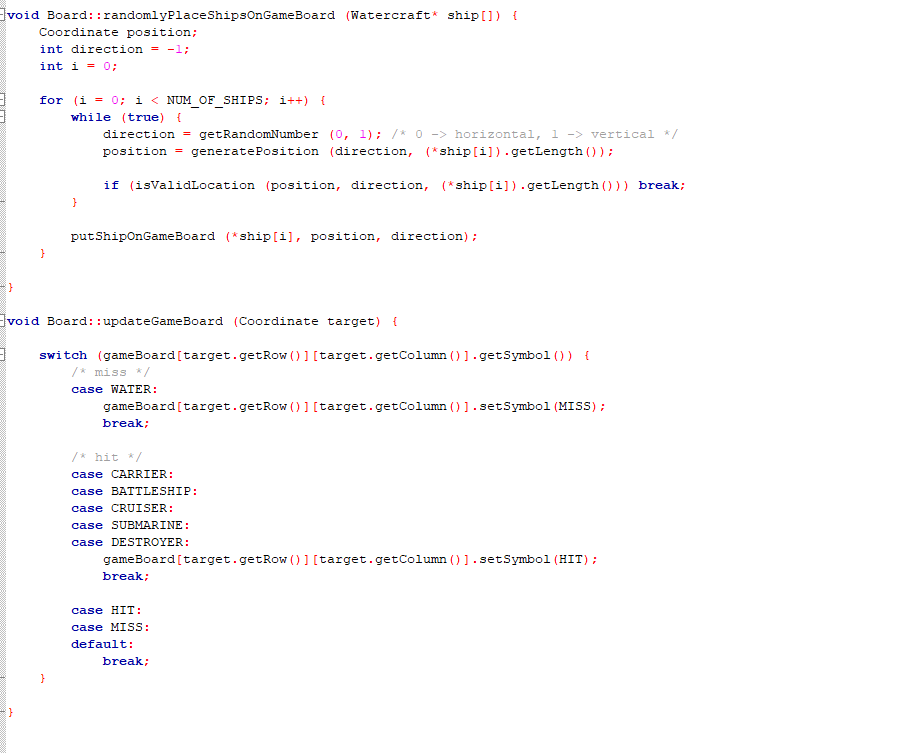 void Board::randomlyPlaceShipsOnGameBoard (Watercraft* ship[]) {
    Coordinate position;
    int direction = -1;
    int i = 0;

    for (i = 0; i < NUM_OF_SHIPS; i++) {
        while (true) {
            direction = getRandomNumber (0, 1); /* 0 -> horizontal, 1 -> vertical */
            position = generatePosition (direction, (*ship[i]).getLength());

            if (isValidLocation (position, direction, (*ship[i]).getLength())) break;
        }

        putShipOnGameBoard (*ship[i], position, direction);
    }

}

void Board::updateGameBoard (Coordinate target) {

    switch (gameBoard[target.getRow()][target.getColumn()].getSymbol()) {
        /* miss */
        case WATER:
            gameBoard[target.getRow()][target.getColumn()].setSymbol(MISS);
            break;

        /* hit */
        case CARRIER:
        case BATTLESHIP:
        case CRUISER:
        case SUBMARINE:
        case DESTROYER:
            gameBoard[target.getRow()][target.getColumn()].setSymbol(HIT);
            break;

        case HIT:
        case MISS:
        default:
            break;
    }

}